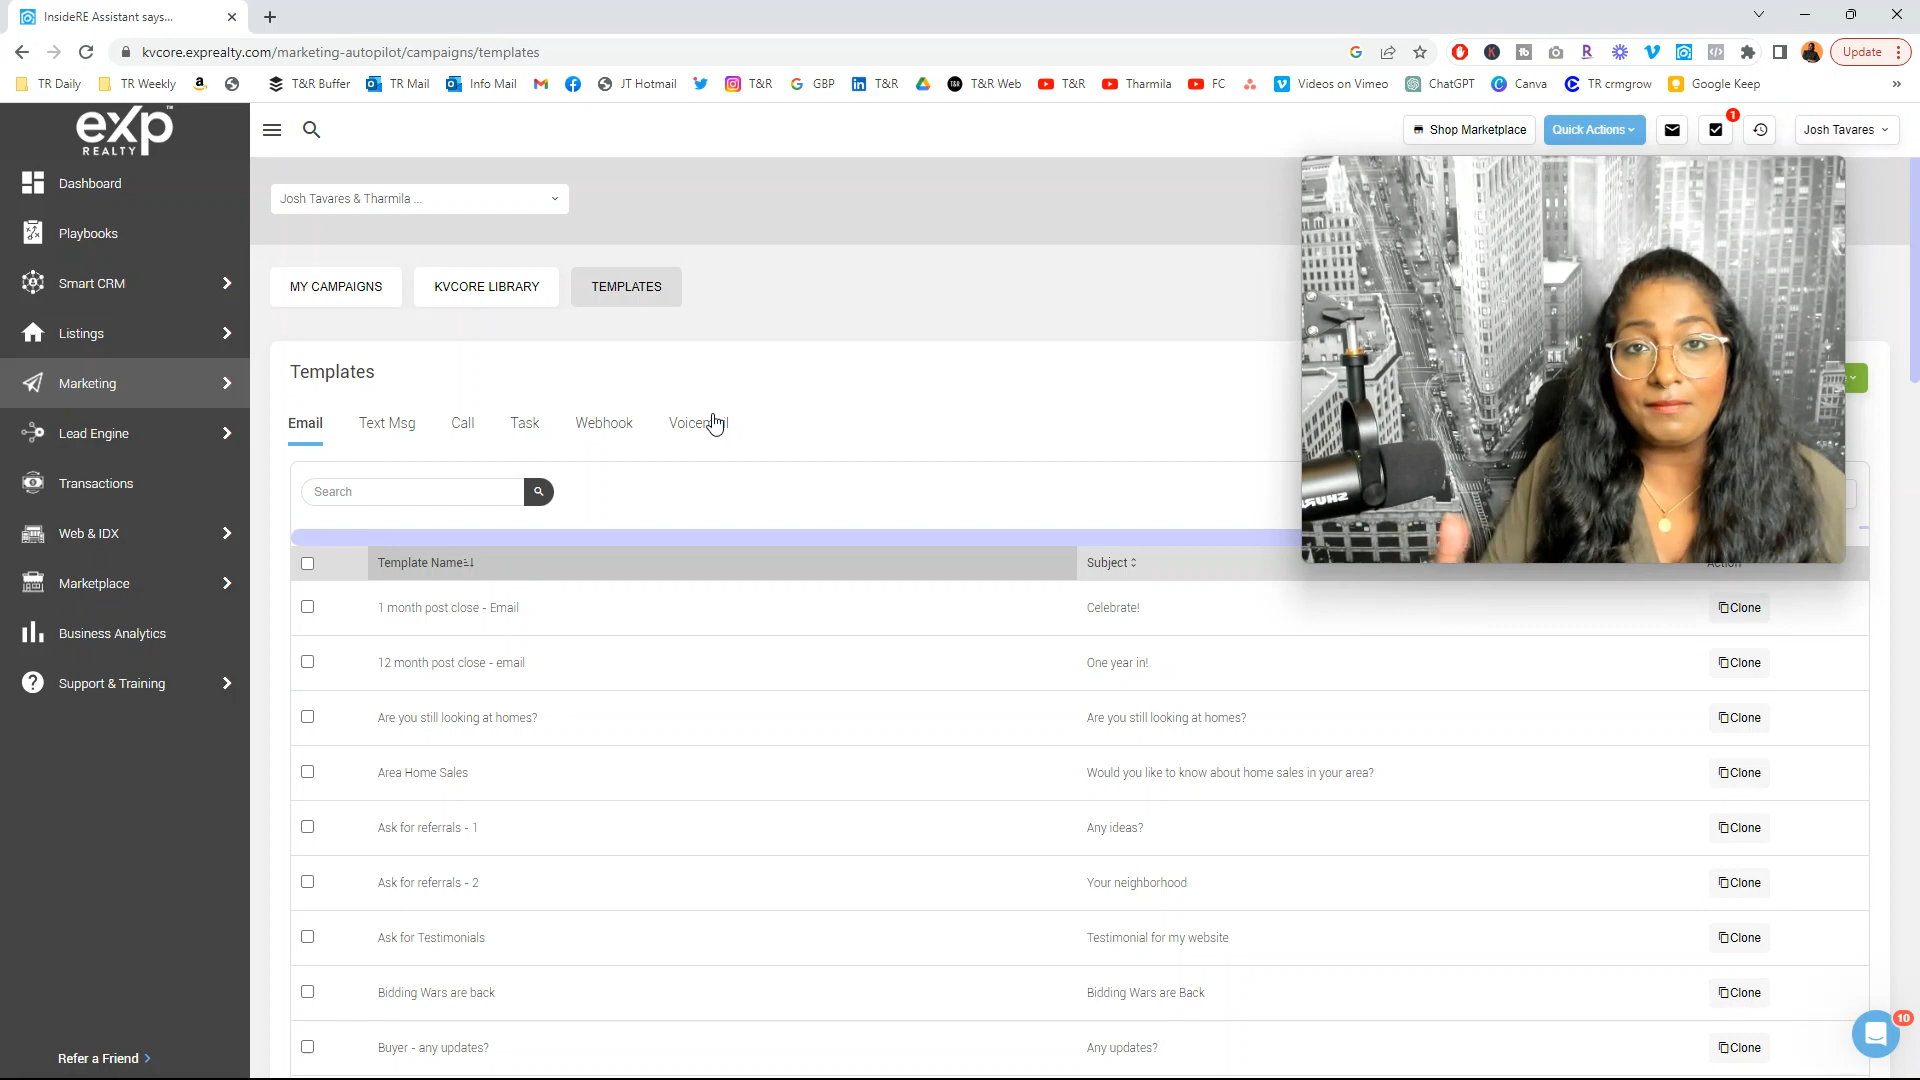 InsideRE Assistant says...
kvcore.exprealty.com/marketing-autopilot/campaigns/templates
Update
TR Daily
TR Weekly
T&R Buffer
TR Mail
Info Mail
JT Hotmail
T&R
GBP
T&R
T&R Web
T&R
Tharmila
FC
Videos on Vimeo
ChatGPT
Canva
TR crmgrow
Google Keep
eXp
REALTY
Shop Marketplace
Quick Actions
1
Josh Tavares
Dashboard
Playbooks
Smart CRM
Listings
Marketing
Lead Engine
Transactions
Web & IDX
Marketplace
Business Analytics
Support & Training
Refer a Friend
Josh Tavares & Tharmila ...
MY CAMPAIGNS
KVCORE LIBRARY
TEMPLATES
Templates
Email
Text Msg
Call
Task
Webhook
Search
Template Name
Subject
Action
1 month post close - Email
Celebrate!
Clone
12 month post close - email
One year in!
Clone
Are you still looking at homes?
Are you still looking at homes?
Clone
Area Home Sales
Would you like to know about home sales in your area?
Clone
Ask for referrals - 1
Any ideas?
Clone
Ask for referrals - 2
Your neighborhood
Clone
Ask for Testimonials
Testimonial for my website
Clone
Bidding Wars are back
Bidding Wars are Back
Clone
Buyer - any updates?
Any updates?
Clone
10
SHURE